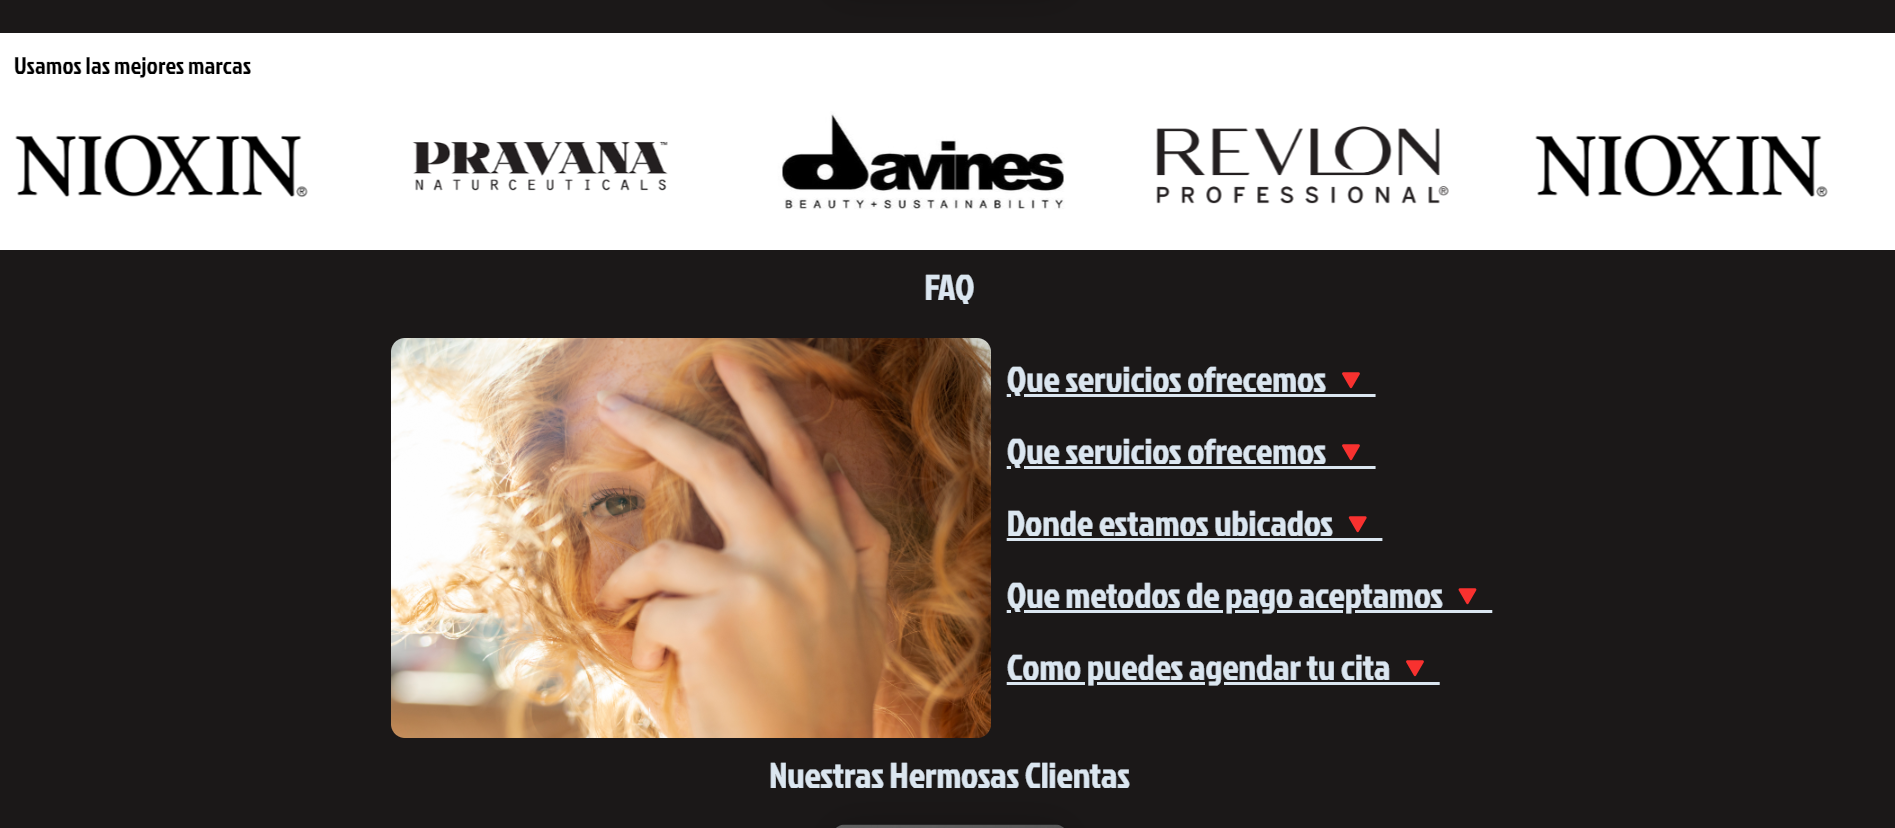 Usamos las mejores marcas
NIOXIN®
PRAVANA™
NATURCEUTICALS
davines
BEAUTY+SUSTAINABILITY
REVLON
PROFESSIONAL®
NIOXIN®
FAQ
Que servicios ofrecemos
Que servicios ofrecemos
Donde estamos ubicados
Que metodos de pago aceptamos
Como puedes agendar tu cita
Nuestras Hermosas Clientas